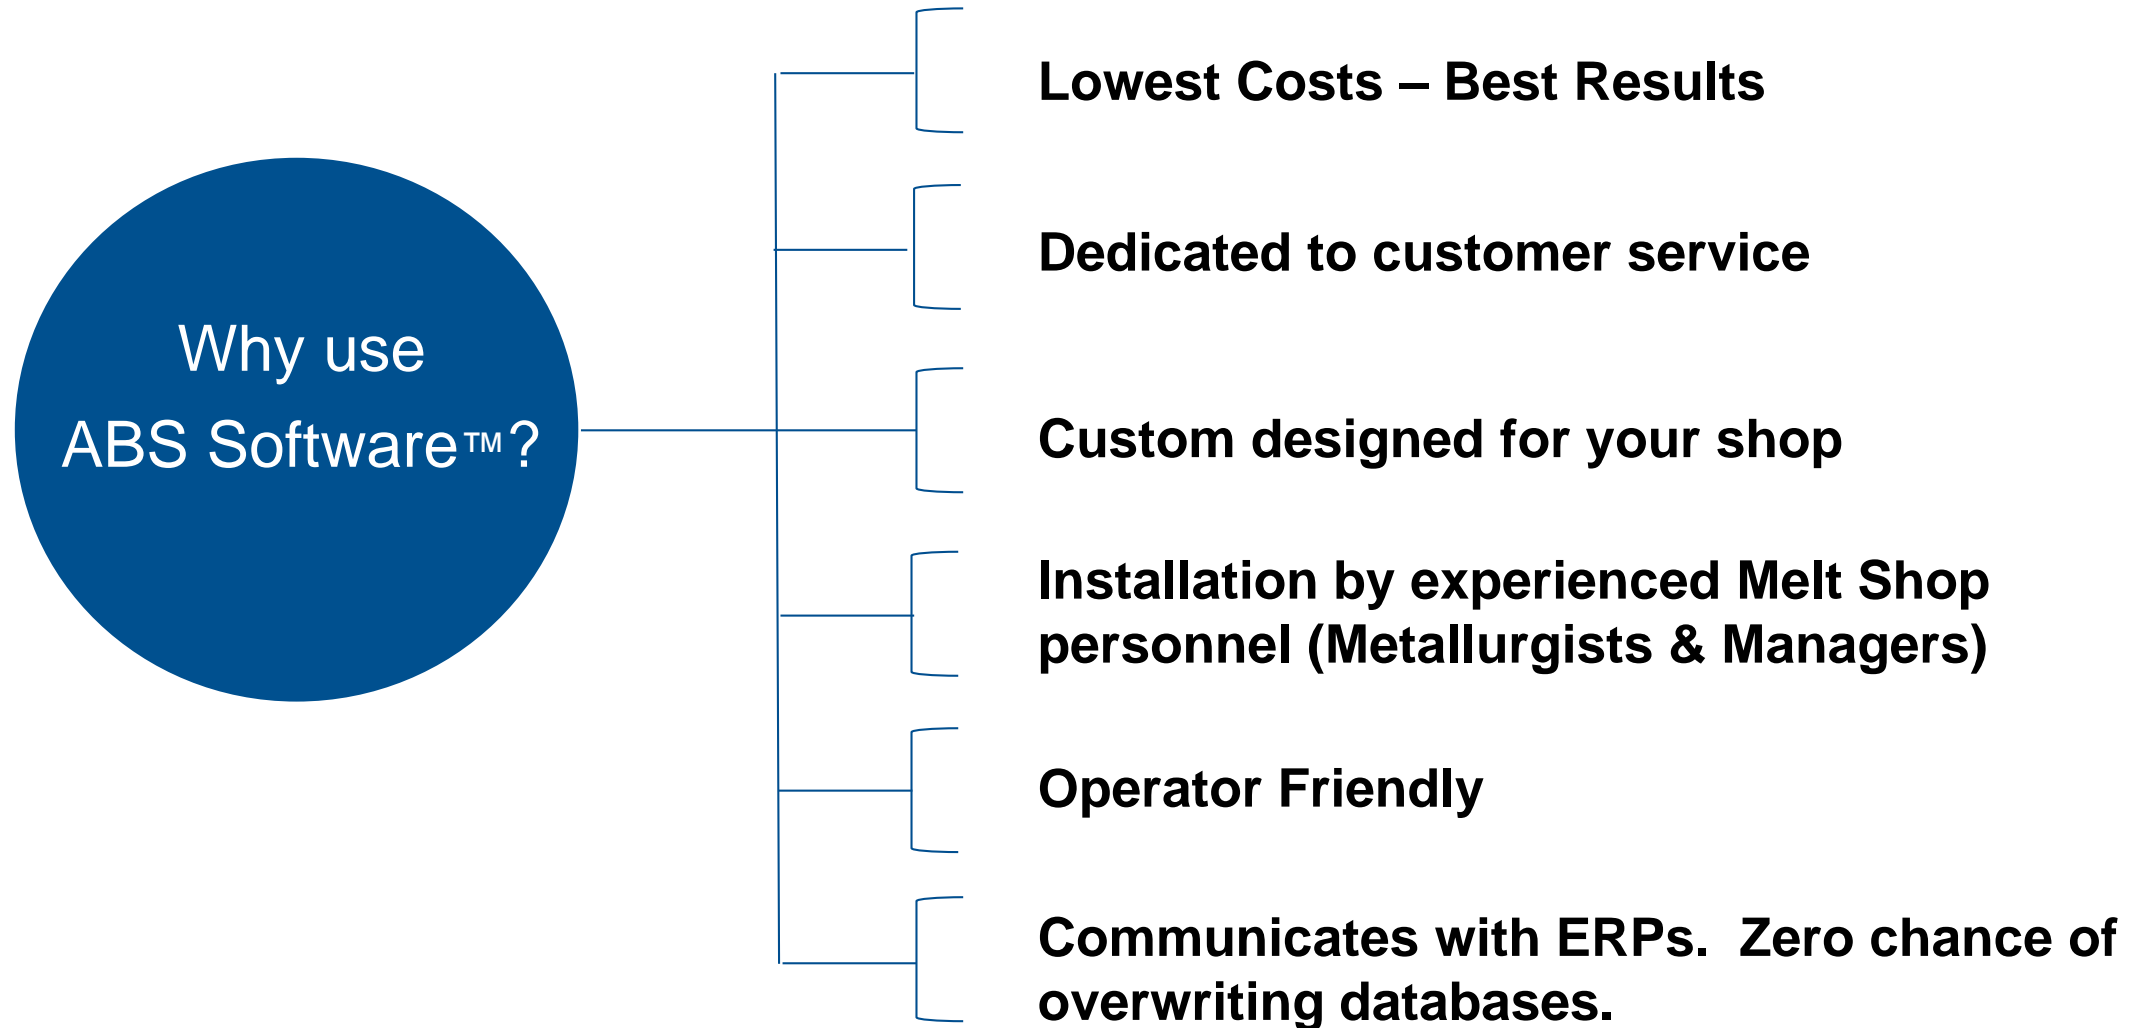 Why use
ABS Software™?
Lowest Costs – Best Results
Dedicated to customer service
Custom designed for your shop
Installation by experienced Melt Shop
personnel (Metallurgists & Managers)
Operator Friendly
Communicates with ERPs.  Zero chance of
overwriting databases.